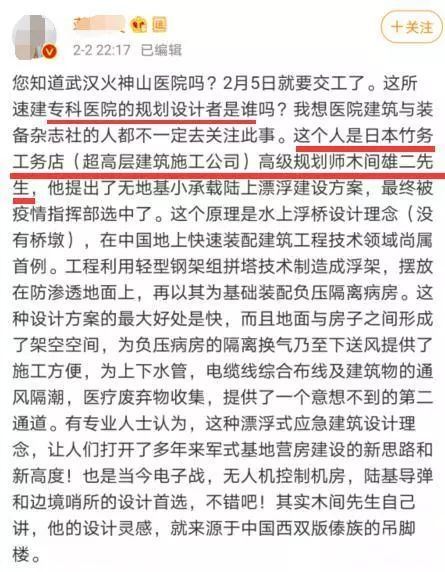 +关注
2-2 22:17 已编辑
您知道武汉火神山医院吗？2月5日就要交工了。这所
速建专科医院的规划设计者是谁吗？我想医院建筑与装
备杂志社的人都不一定去关注此事。这个人是日本竹务
工务店（超高层建筑施工公司）高级规划师木间雄二先
生，他提出了无地基小承载陆上漂浮建设方案，最终被
疫情指挥部选中了。这个原理是水上浮桥设计理念（没
有桥墩），在中国地上快速装配建筑工程技术领域尚属
首例。工程利用轻型钢架组拼塔技术制造成浮架，摆放
在防渗透地面上，再以其为基础装配负压隔离病房。这
种设计方案的最大好处是快，而且地面与房子之间形成
了架空空间，为负压病房的隔离换气乃至下送风提供了
施工方便，为上下水管，电缆线综合布线及建筑物的通
风隔潮，医疗废弃物收集，提供了一个意想不到的第二
通道。有专业人士认为，这种漂浮式应急建筑设计理
念，让人们打开了多年来军式基地营房建设的新思路和
新高度！也是当今电子战，无人机控制机房，陆基导弹
和边境哨所的设计首选，不错吧！其实木间先生自己
讲，他的设计灵感，就来源于中国西双版傣族的吊脚
楼。